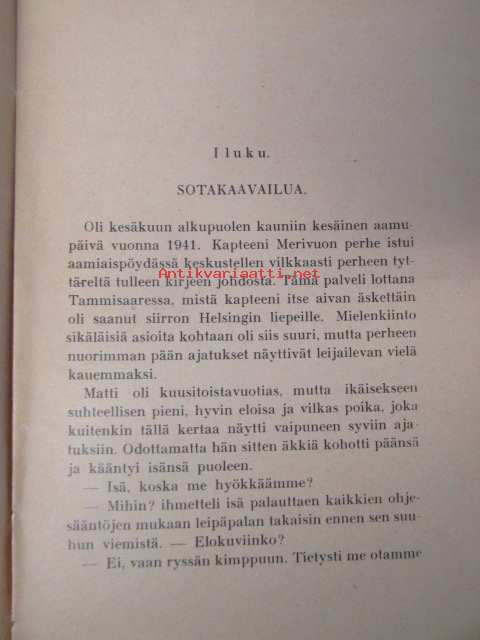 I luku.
SOTAKAAVAILUA.
Oli kesäkuun alkupuolen kauniin kesäinen aamu-
päivä vuonna 1941. Kapteeni Merivuon perhe istui
aamiaispöydässä keskustellen vilkkaasti perheen tyt-
Antikvariaatti.net
täreltä tulleen kirjeen johdosta. Tämä palveli lottana
Tammisaaressa, mistä kapteeni itse aivan äskettäin
oli saanut siirron Helsingin liepeille. Mielenkiinto
sikäläisiä asioita kohtaan oli siis suuri, mutta perheen
nuorimman pään ajatukset näyttivät leijailevan vielä
kauemmaksi.
Matti oli kuusitoistavuotias, mutta ikäisekseen
suhteellisen pieni, hyvin eloisa ja vilkas poika, joka
kuitenkin tällä kertaa näytti vaipuneen syviin aja-
tuksiin. Odottamatta hän sitten äkkiä kohotti päänsä
ja kääntyi isänsä puoleen.
— Isä, koska me hyökkäämme?
— Mihin? ihmetteli isä palauttaen kaikkien ohje-
sääntöjen mukaan leipäpalan takaisin ennen sen suu-
hun viemistä. — Elokuviinko?
— Ei, vaan ryssän kimppuun. Tietysti me otamme